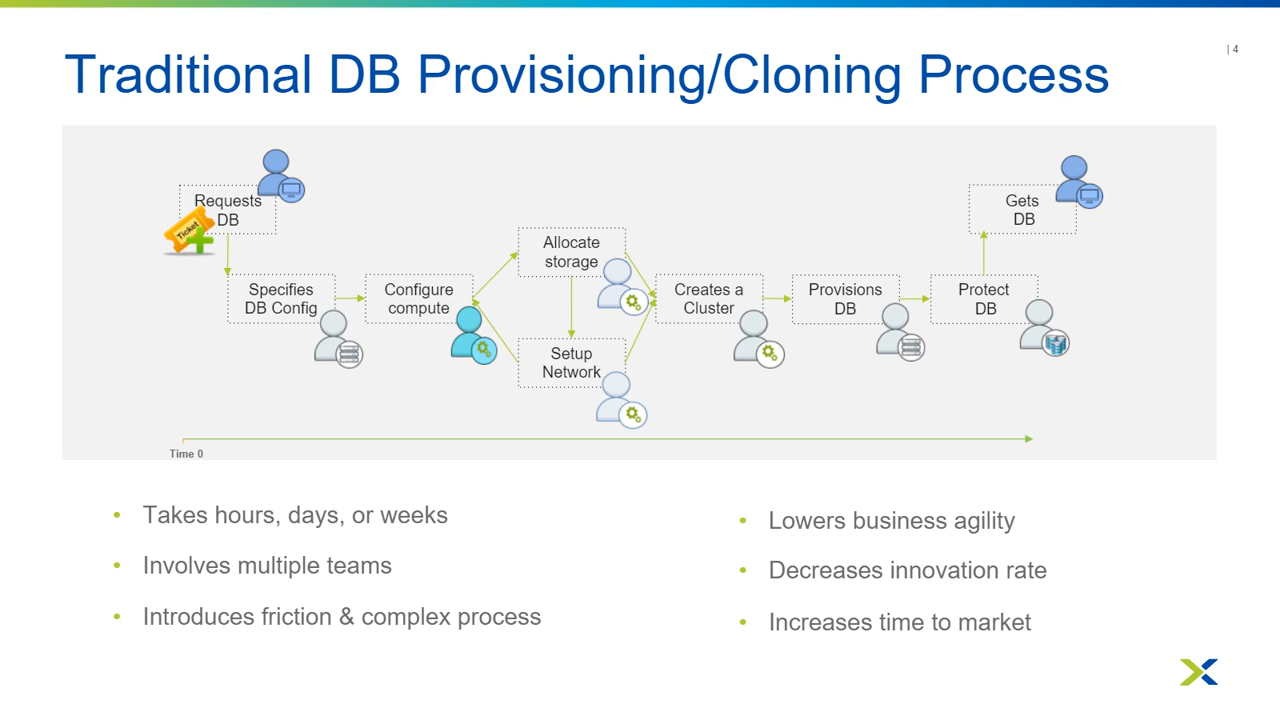 | 4
Traditional DB Provisioning/Cloning Process
Requests
DB
Ticket
Specifies
DB Config
Configure
compute
Allocate
storage
Setup
Network
Creates a
Cluster
Provisions
DB
Protect
DB
Gets
DB
Time 0
• Takes hours, days, or weeks
• Involves multiple teams
• Introduces friction & complex process
• Lowers business agility
• Decreases innovation rate
• Increases time to market